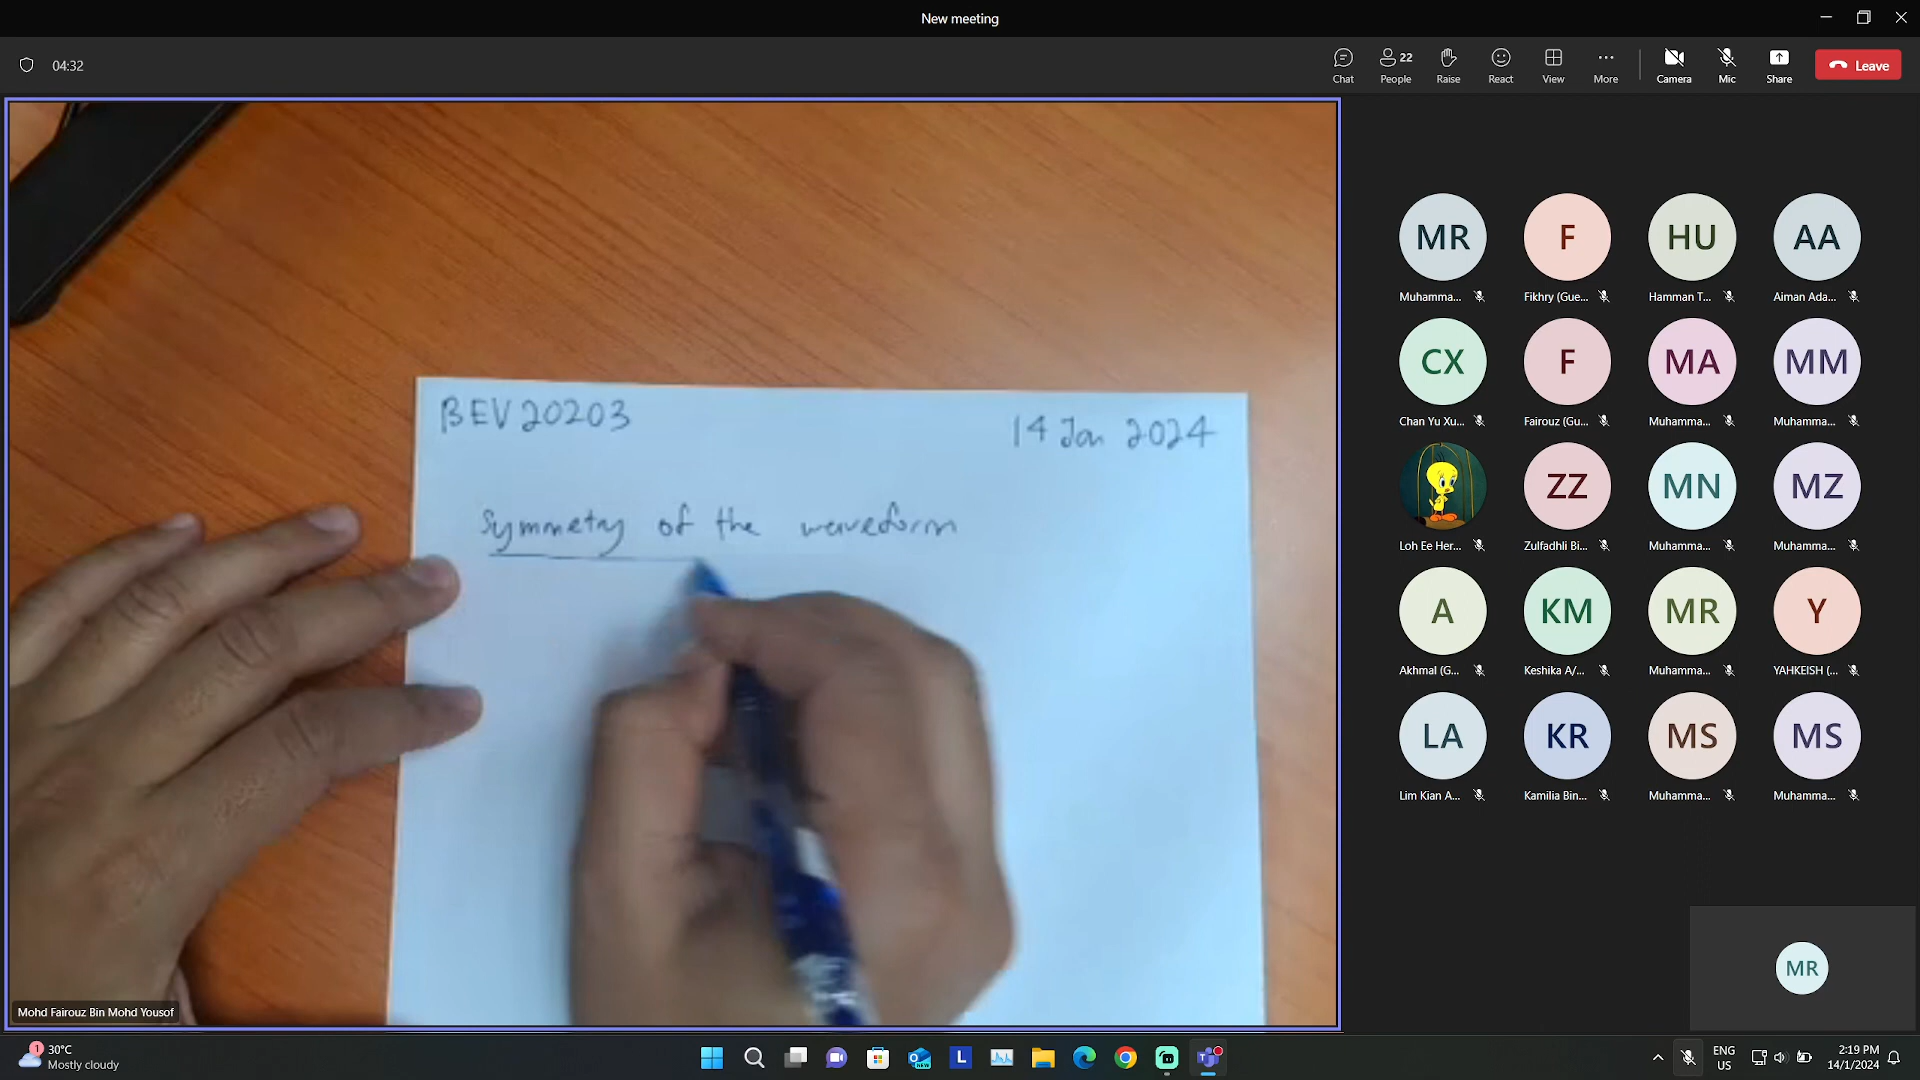 New meeting
04:32
Chat
People 22
Raise
React
View
More
Camera
Mic
Share
Leave
BEV20203
14 Jan 2024
Symmetry of the waveform
Mohd Fairouz Bin Mohd Yousof
MR F HU AA
Muhamma... Fikhry (Gue... Hamman T... Aiman Ada...
CX F MA MM
Chan Yu Xu... Fairouz (Gu... Muhamma... Muhamma...
ZZ MN MZ
Loh Ee Her... Zulfadhli Bi... Muhamma... Muhamma...
A KM MR Y
Akhmal (G... Keshika A/... Muhamma... YAHKEISH (...
LA KR MS MS
Lim Kian A... Kamilia Bin... Muhamma... Muhamma...
MR
1
30°C
Mostly cloudy
NEW
L
ENG
US
2:19 PM
14/1/2024